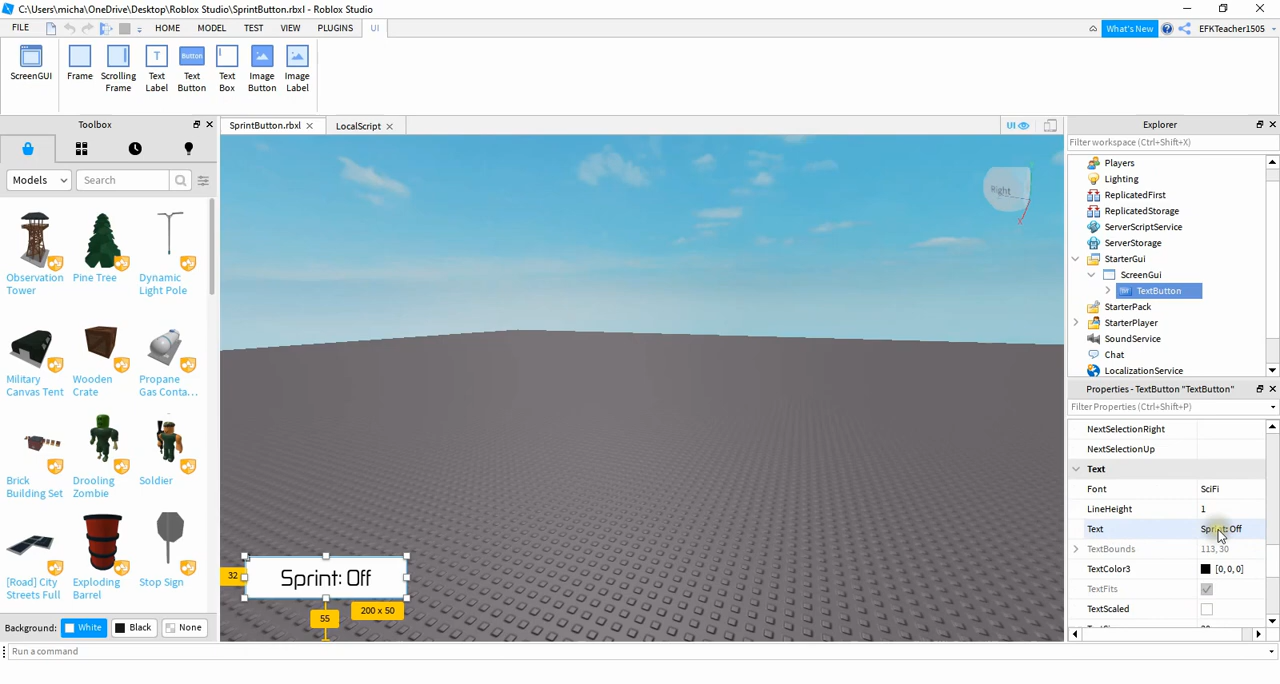 C:\Users\micha\OneDrive\Desktop\Roblox Studio\SprintButton.rbxl - Roblox Studio
FILE HOME MODEL TEST VIEW PLUGINS UI What's New EFKTeacher1505
ScreenGUI Frame Scrolling Frame Text Label Text Button Text Box Image Button Image Label
T Button
Toolbox
SprintButton.rbxl LocalScript UI
Explorer
Filter workspace (Ctrl+Shift+X)
Models Search
Observation Tower
Pine Tree
Dynamic Light Pole
Military Canvas Tent
Wooden Crate
Propane Gas Conta...
Brick Building Set
Drooling Zombie
Soldier
[Road] City Streets Full
Exploding Barrel
Stop Sign
Background: White Black None
Right
X
Sprint: Off
32
55
200 x 50
Players
Lighting
ReplicatedFirst
ReplicatedStorage
ServerScriptService
ServerStorage
StarterGui
ScreenGui
TextButton
StarterPack
StarterPlayer
SoundService
Chat
LocalizationService
Properties - TextButton "TextButton"
Filter Properties (Ctrl+Shift+P)
NextSelectionRight
NextSelectionUp
Text
Font SciFi
LineHeight 1
Text Sprint: Off
TextBounds 113, 30
TextColor3 [0, 0, 0]
TextFits
TextScaled
Run a command